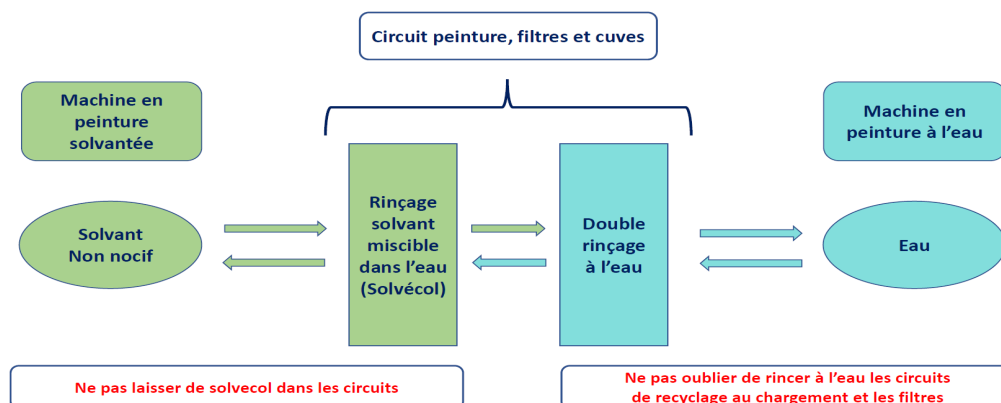 Circuit peinture, filtres et cuves
Machine en
peinture
solvantée
Machine en
peinture à l'eau
Solvant
Non nocif
Rinçage
solvant
miscible
dans l'eau
(Solvécol)
Double
rinçage
à l'eau
Eau
Ne pas laisser de solvecol dans les circuits
Ne pas oublier de rincer à l'eau les circuits
de recyclage au chargement et les filtres